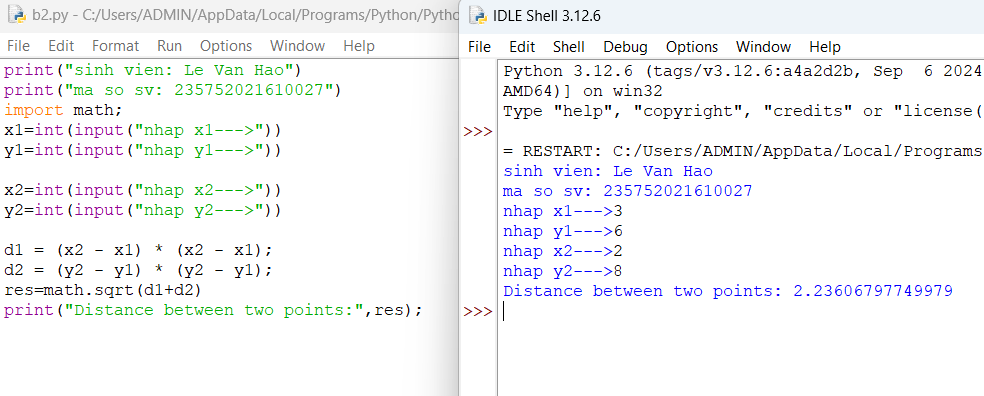 b2.py - C:/Users/ADMIN/AppData/Local/Programs/Python/Pytho
File Edit Format Run Options Window Help
print("sinh vien: Le Van Hao")
print("ma so sv: 235752021610027")
import math;
x1=int(input("nhap x1--->"))
y1=int(input("nhap y1--->"))
x2=int(input("nhap x2--->"))
y2=int(input("nhap y2--->"))
d1 = (x2 - x1) * (x2 - x1);
d2 = (y2 - y1) * (y2 - y1);
res=math.sqrt(d1+d2)
print("Distance between two points:",res);
IDLE Shell 3.12.6
File Edit Shell Debug Options Window Help
Python 3.12.6 (tags/v3.12.6:a4a2d2b, Sep  6 2024
AMD64)] on win32
Type "help", "copyright", "credits" or "license(
>>>
= RESTART: C:/Users/ADMIN/AppData/Local/Programs
sinh vien: Le Van Hao
ma so sv: 235752021610027
nhap x1--->3
nhap y1--->6
nhap x2--->2
nhap y2--->8
Distance between two points: 2.23606797749979
>>>